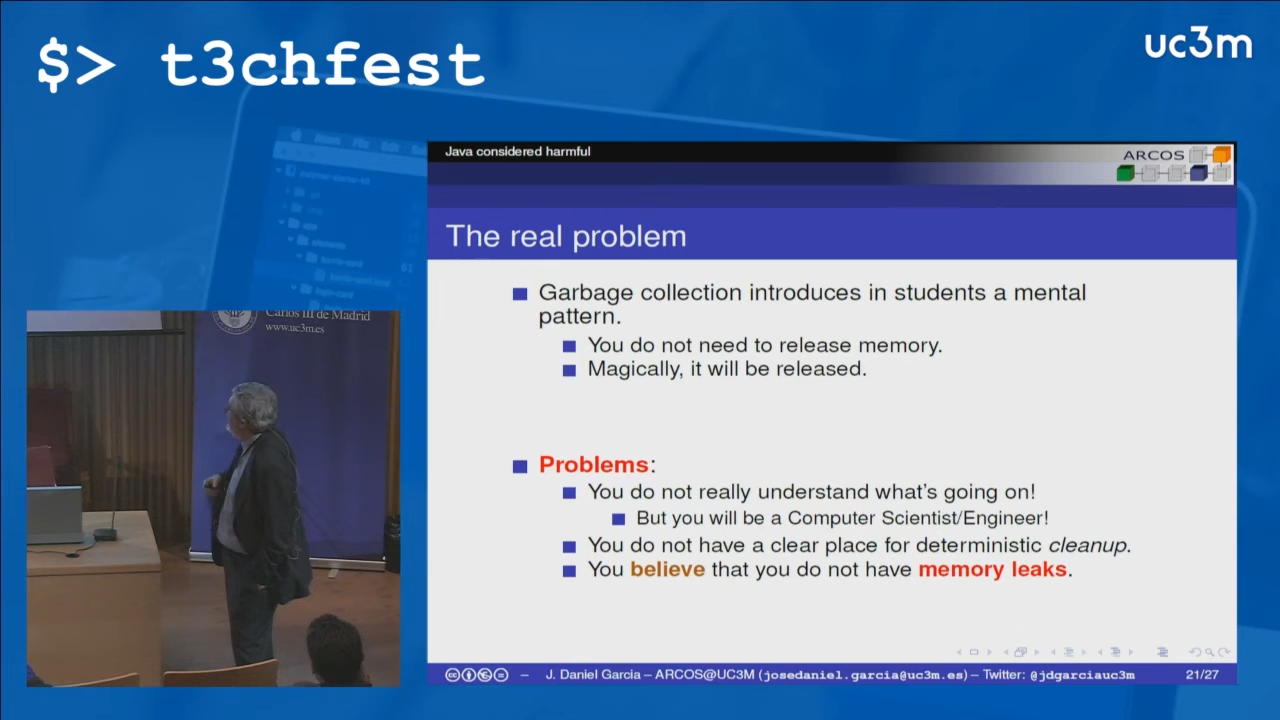 $> t3chfest
uc3m
Java considered harmful
ARCOS
The real problem
Garbage collection introduces in students a mental
pattern.
You do not need to release memory.
Magically, it will be released.
Problems:
You do not really understand what's going on!
But you will be a Computer Scientist/Engineer!
You do not have a clear place for deterministic cleanup.
You believe that you do not have memory leaks.
J. Daniel Garcia – ARCOS@UC3M (josedaniel.garcia@uc3m.es) – Twitter: @jdgarciauc3m
21/27
Carlos III de Madrid
www.uc3m.es